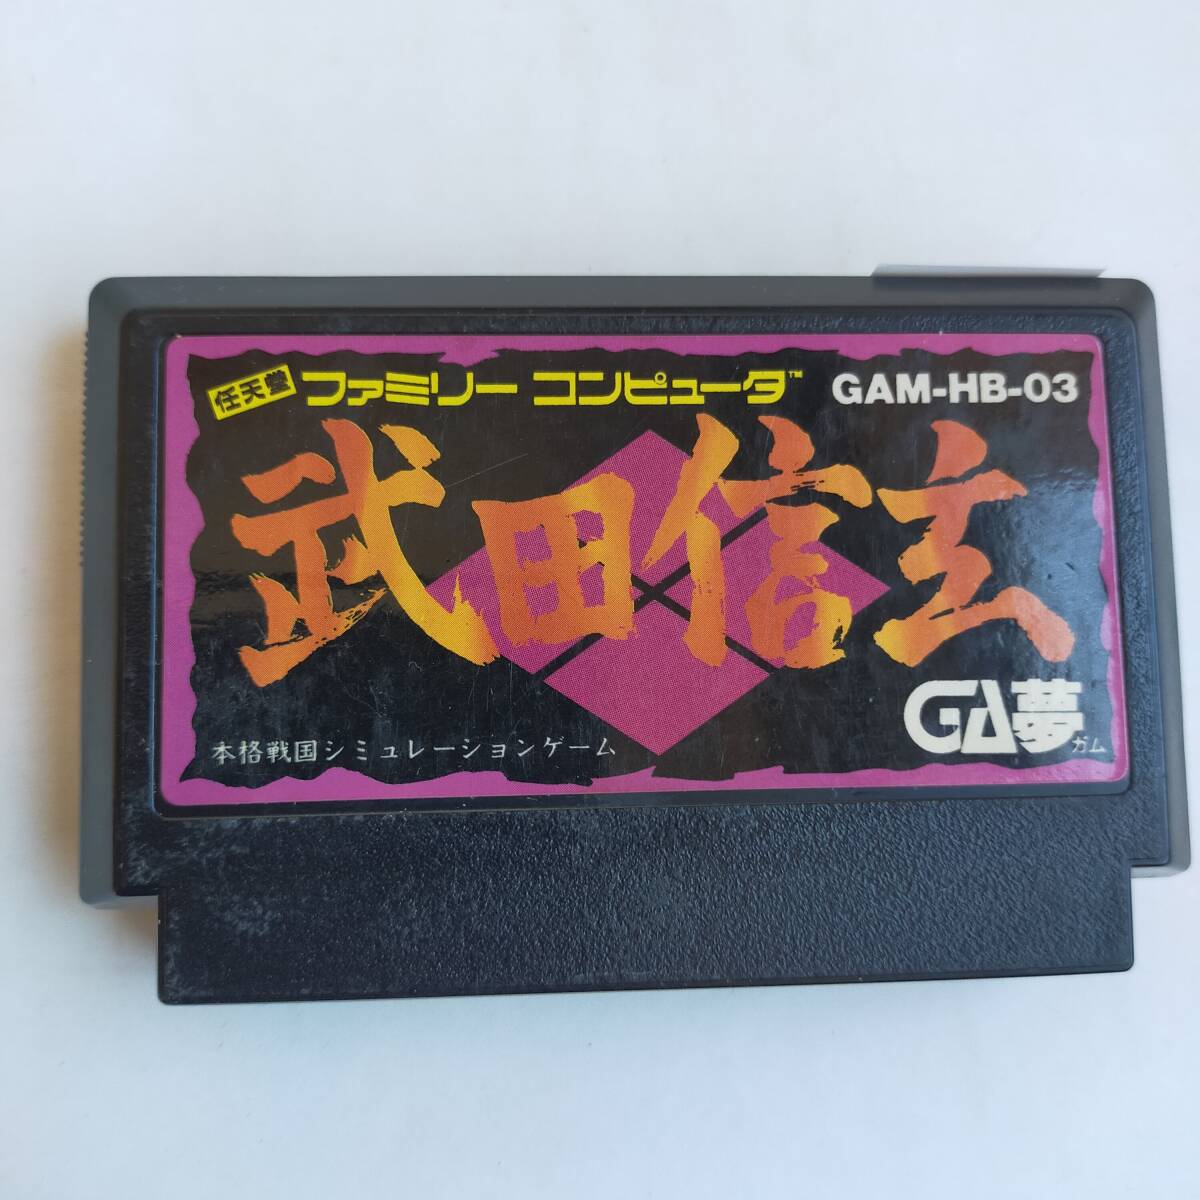 任天堂 ファミリー コンピュータ™ GAM-HB-03
武田信玄
GA夢
ガム
本格戦国シミュレーションゲーム